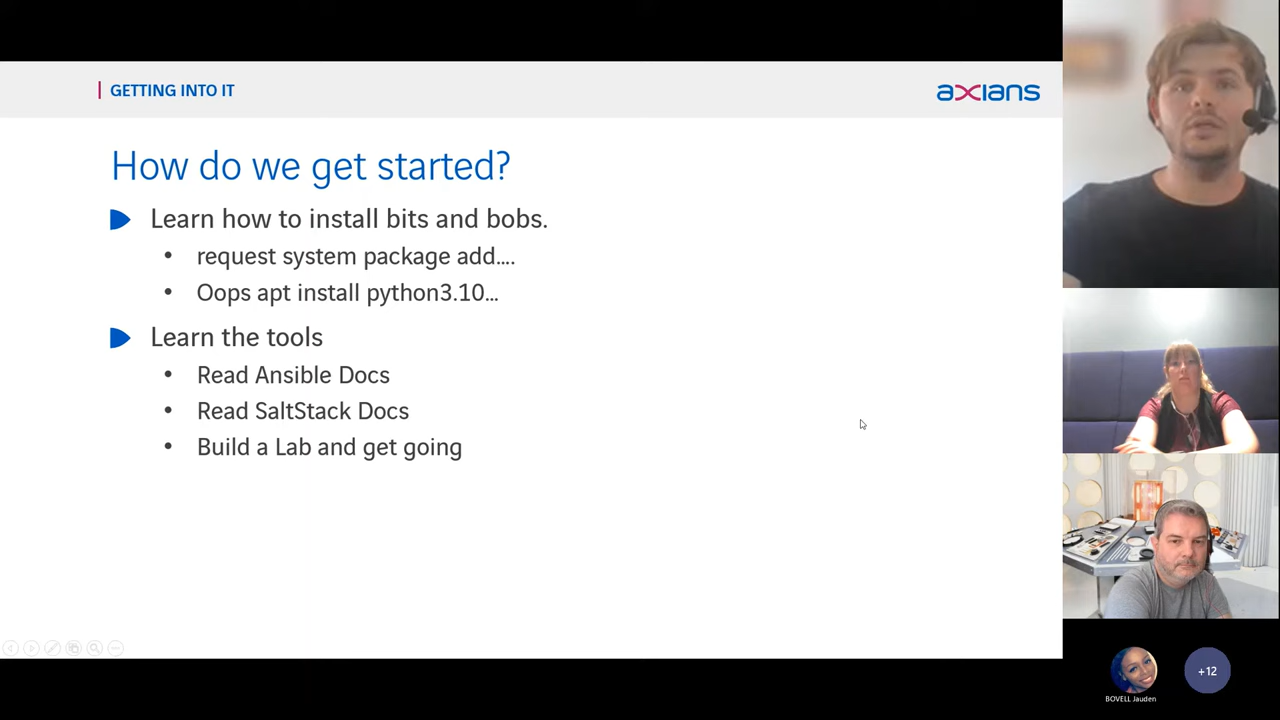 GETTING INTO IT
axians
How do we get started?
Learn how to install bits and bobs.
• request system package add....
• Oops apt install python3.10...
Learn the tools
• Read Ansible Docs
• Read SaltStack Docs
• Build a Lab and get going
+12
BOVELL Jauden